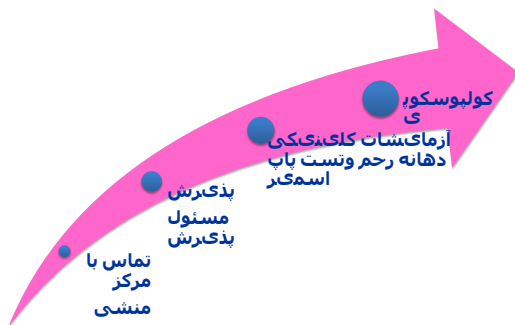 کولپوسکوپ
ی
آزمایشات کلینیکی
دهانه رحم وتست پاپ
اسمیر
پذیرش
مسئول
پذیرش
تماس با
مرکز
منشی